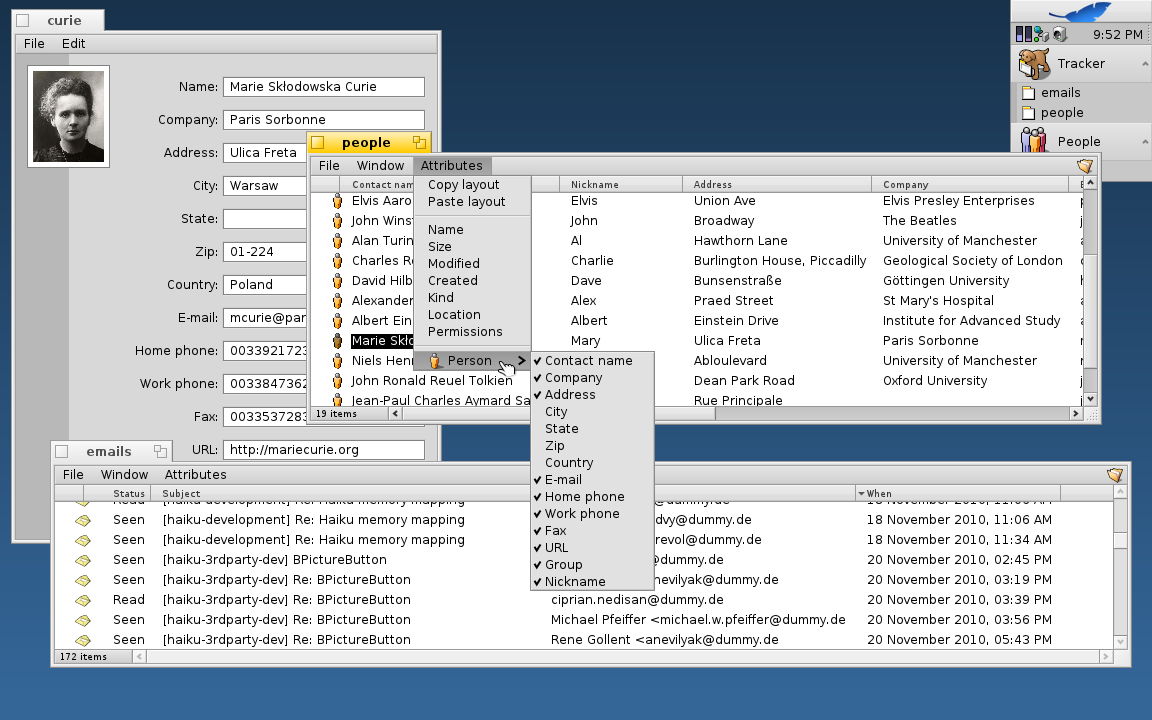 curie
File Edit
Name: Marie Skłodowska Curie
Company: Paris Sorbonne
Address: Ulica Freta
City: Warsaw
State:
Zip: 01-224
Country: Poland
E-mail: mcurie@par
Home phone: 0033921723
Work phone: 0033847362
Fax: 0033537283
URL: http://mariecurie.org
9:52 PM
Tracker
emails
people
People
people
File Window Attributes
Contact nam Nickname Address Company
Elvis Aaro Elvis Union Ave Elvis Presley Enterprises
John Wins John Broadway The Beatles
Alan Turin Al Hawthorn Lane University of Manchester
Charles Ro Charlie Burlington House, Piccadilly Geological Society of London
David Hilb Dave Bunsenstraße Göttingen University
Alexander Alex Praed Street St Mary's Hospital
Albert Ein Albert Einstein Drive Institute for Advanced Study
Marie Skło Mary Ulica Freta Paris Sorbonne
Niels Henr Abloulevard University of Manchester
John Ronald Reuel Tolkien Dean Park Road Oxford University
Jean-Paul Charles Aymard Sa Rue Principale
19 items
Copy layout
Paste layout
Name
Size
Modified
Created
Kind
Location
Permissions
Person
Contact name
Company
Address
City
State
Zip
Country
E-mail
Home phone
Work phone
Fax
URL
Group
Nickname
emails
File Window Attributes
Status Subject When
Read [haiku-development] Re: Haiku memory mapping @dummy.de 18 November 2010, 11:06 AM
Seen [haiku-development] Re: Haiku memory mapping dvy@dummy.de 18 November 2010, 11:06 AM
Seen [haiku-development] Re: Haiku memory mapping revol@dummy.de 18 November 2010, 11:34 AM
Seen [haiku-3rdparty-dev] BPictureButton @dummy.de 20 November 2010, 02:45 PM
Seen [haiku-3rdparty-dev] Re: BPictureButton nevilyak@dummy.de 20 November 2010, 03:19 PM
Read [haiku-3rdparty-dev] Re: BPictureButton ciprian.nedisan@dummy.de 20 November 2010, 03:39 PM
Seen [haiku-3rdparty-dev] Re: BPictureButton Michael Pfeiffer <michael.w.pfeiffer@dummy.de 20 November 2010, 03:56 PM
Seen [haiku-3rdparty-dev] Re: BPictureButton Rene Gollent <anevilyak@dummy.de 20 November 2010, 05:43 PM
172 items